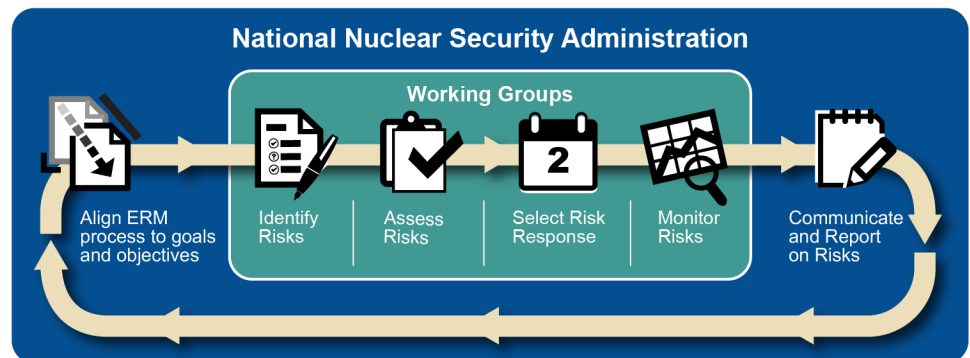 National Nuclear Security Administration
Working Groups
2
Align ERM
process to goals
and objectives
Identify
Risks
Assess
Risks
Select Risk
Response
Monitor
Risks
Communicate
and Report
on Risks